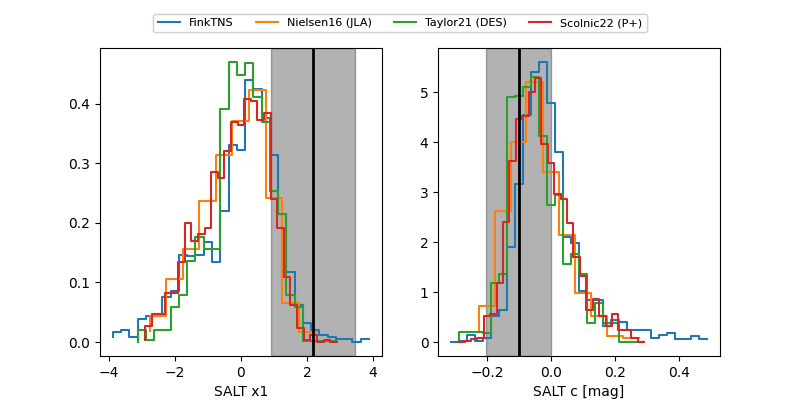 FinkTNS Nielsen16 (JLA) Taylor21 (DES) Scolnic22 (P+)
0.4
0.3
0.2
0.1
0.0
−4 −2 0 2 4
SALT x1
5
4
3
2
1
0
−0.2 0.0 0.2 0.4
SALT c [mag]